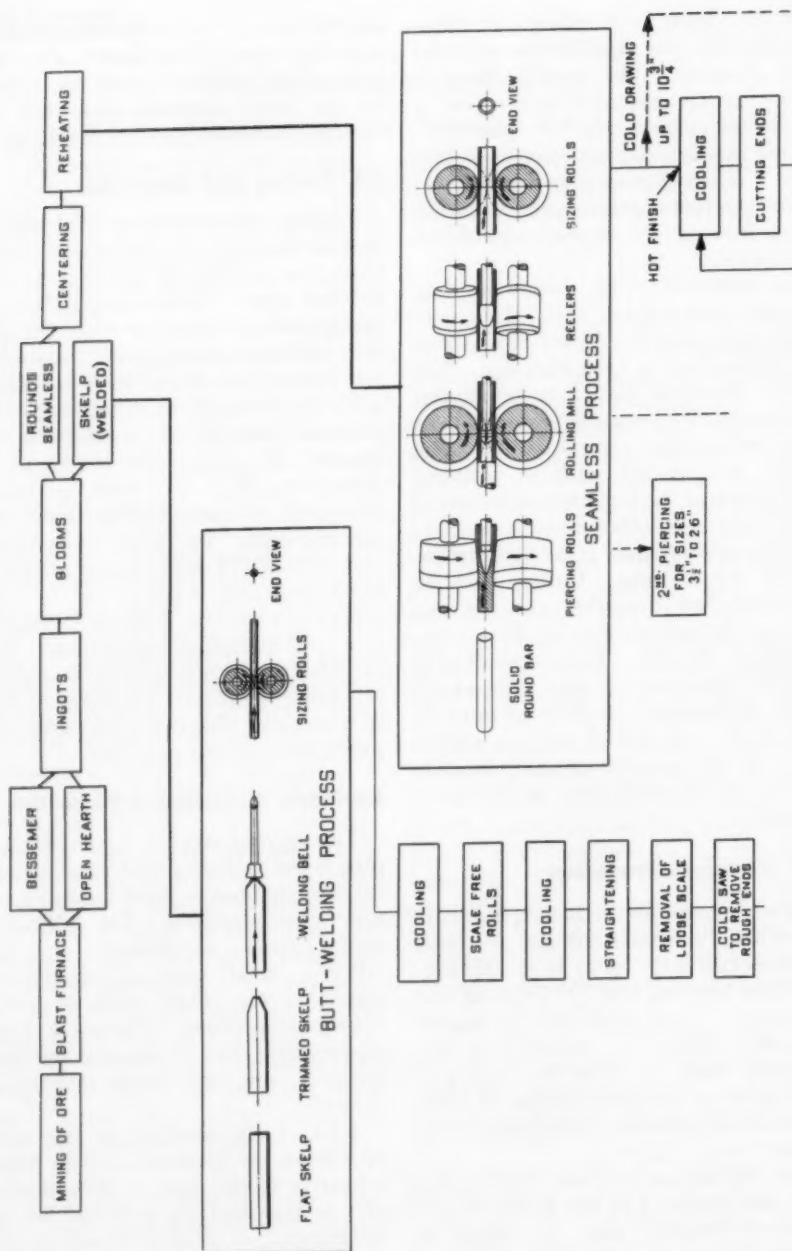 MINING OF ORE
BLAST FURNACE
BESSEMER
OPEN HEARTH
INGOTS
BLOOMS
ROUNDS
SEAMLESS
SKELP
(WELDED)
CENTERING
REHEATING
FLAT SKELP
TRIMMED SKELP
WELDING BELL
SIZING ROLLS
END VIEW
BUTT-WELDING PROCESS
SOLID
ROUND BAR
PIERCING ROLLS
ROLLING MILL
REELERS
SIZING ROLLS
END VIEW
SEAMLESS PROCESS
COOLING
SCALE FREE
ROLLS
COOLING
STRAIGHTENING
REMOVAL OF
LOOSE SCALE
COLD SAW
TO REMOVE
ROUGH ENDS
2ND. PIERCING
FOR SIZES
3½" TO 26"
HOT FINISH
COLD DRAWING
UP TO 10 3/4"
COOLING
CUTTING ENDS